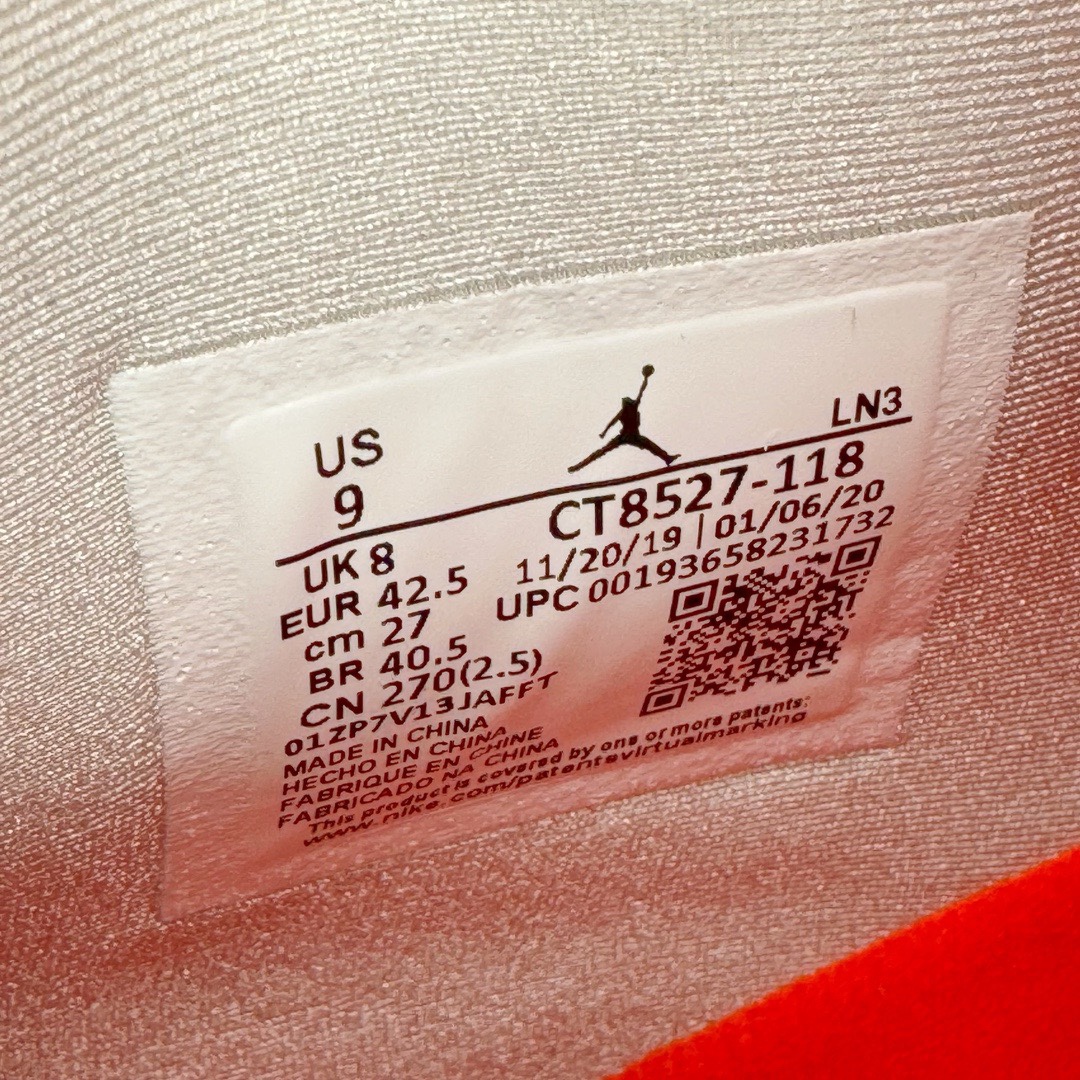 US
9
LN3
UK 8
EUR 42.5
cm 27
BR 40.5
CN 270(2.5)
01ZP7V13JAFFT
MADE IN CHINA
HECHO EN CHINA
FABRIQUE EN CHINE
FABRICADO NA CHINA
CT8527-118
11/20/19 | 01/06/20
UPC 00193658231732
This product is covered by one or more patents:
www.nike.com/patentsvirtualmarking